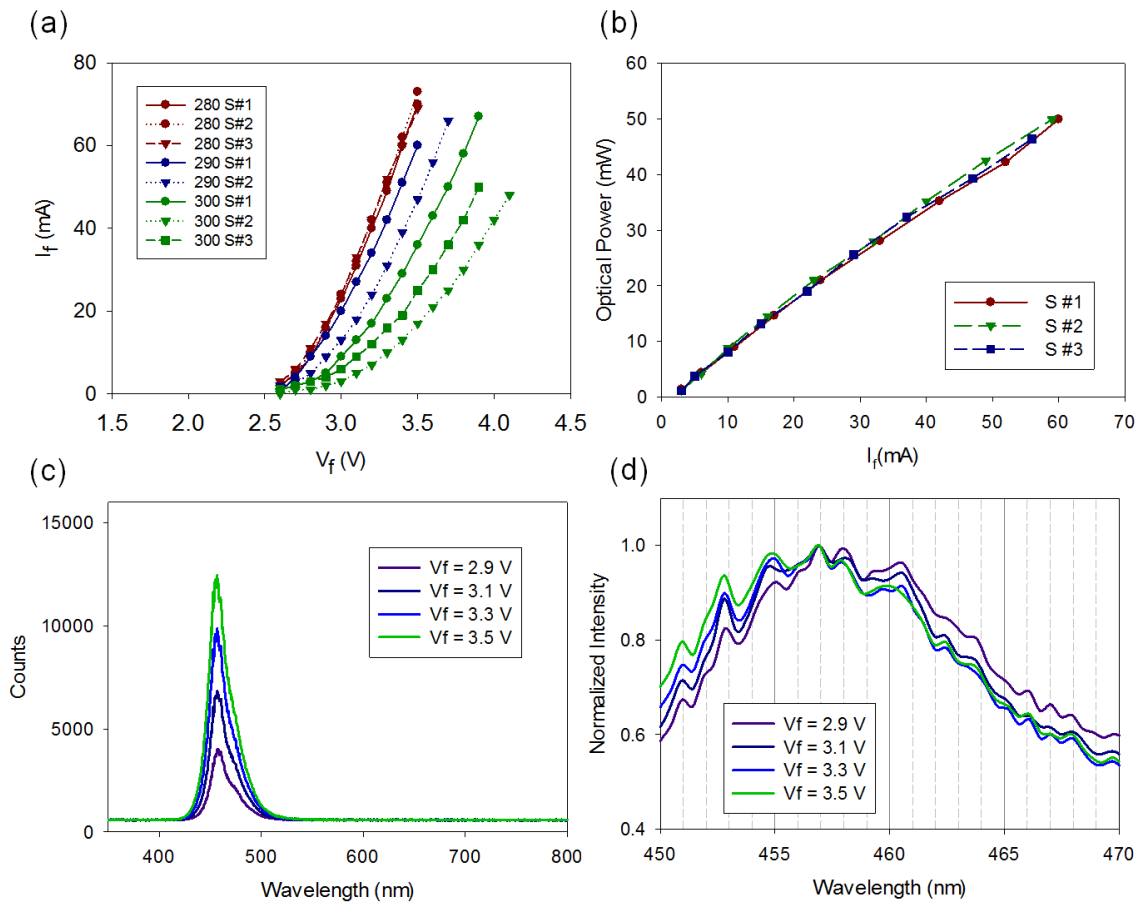 (a)
80
60
40
20
0
I_f (mA)
280 S#1
280 S#2
280 S#3
290 S#1
290 S#2
300 S#1
300 S#2
300 S#3
1.5 2.0 2.5 3.0 3.5 4.0 4.5
V_f (V)
(b)
60
50
40
30
20
10
0
Optical Power (mW)
S #1
S #2
S #3
0 10 20 30 40 50 60 70
I_f(mA)
(c)
15000
10000
5000
0
Counts
Vf = 2.9 V
Vf = 3.1 V
Vf = 3.3 V
Vf = 3.5 V
400 500 600 700 800
Wavelength (nm)
(d)
1.0
0.8
0.6
0.4
Normalized Intensity
Vf = 2.9 V
Vf = 3.1 V
Vf = 3.3 V
Vf = 3.5 V
450 455 460 465 470
Wavelength (nm)